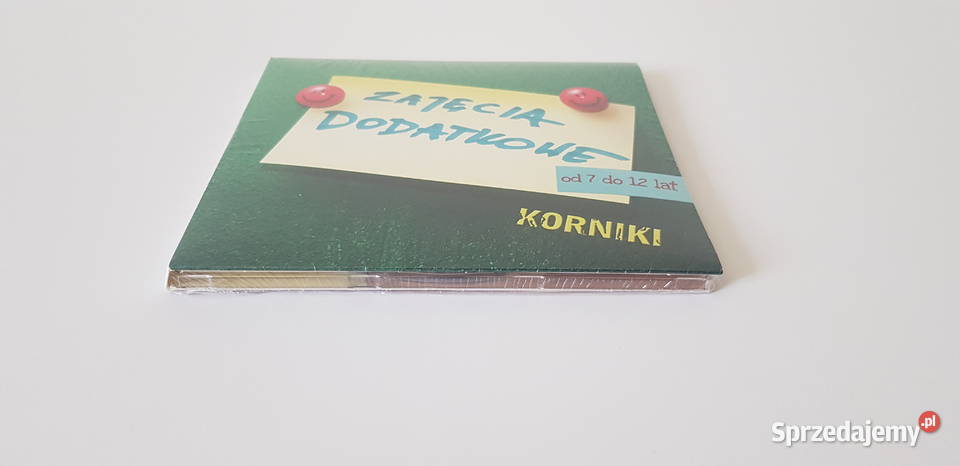 ZAJĘCIA
DODATKOWE
od 7 do 12 lat
KORNIKI
Sprzedajemy.pl